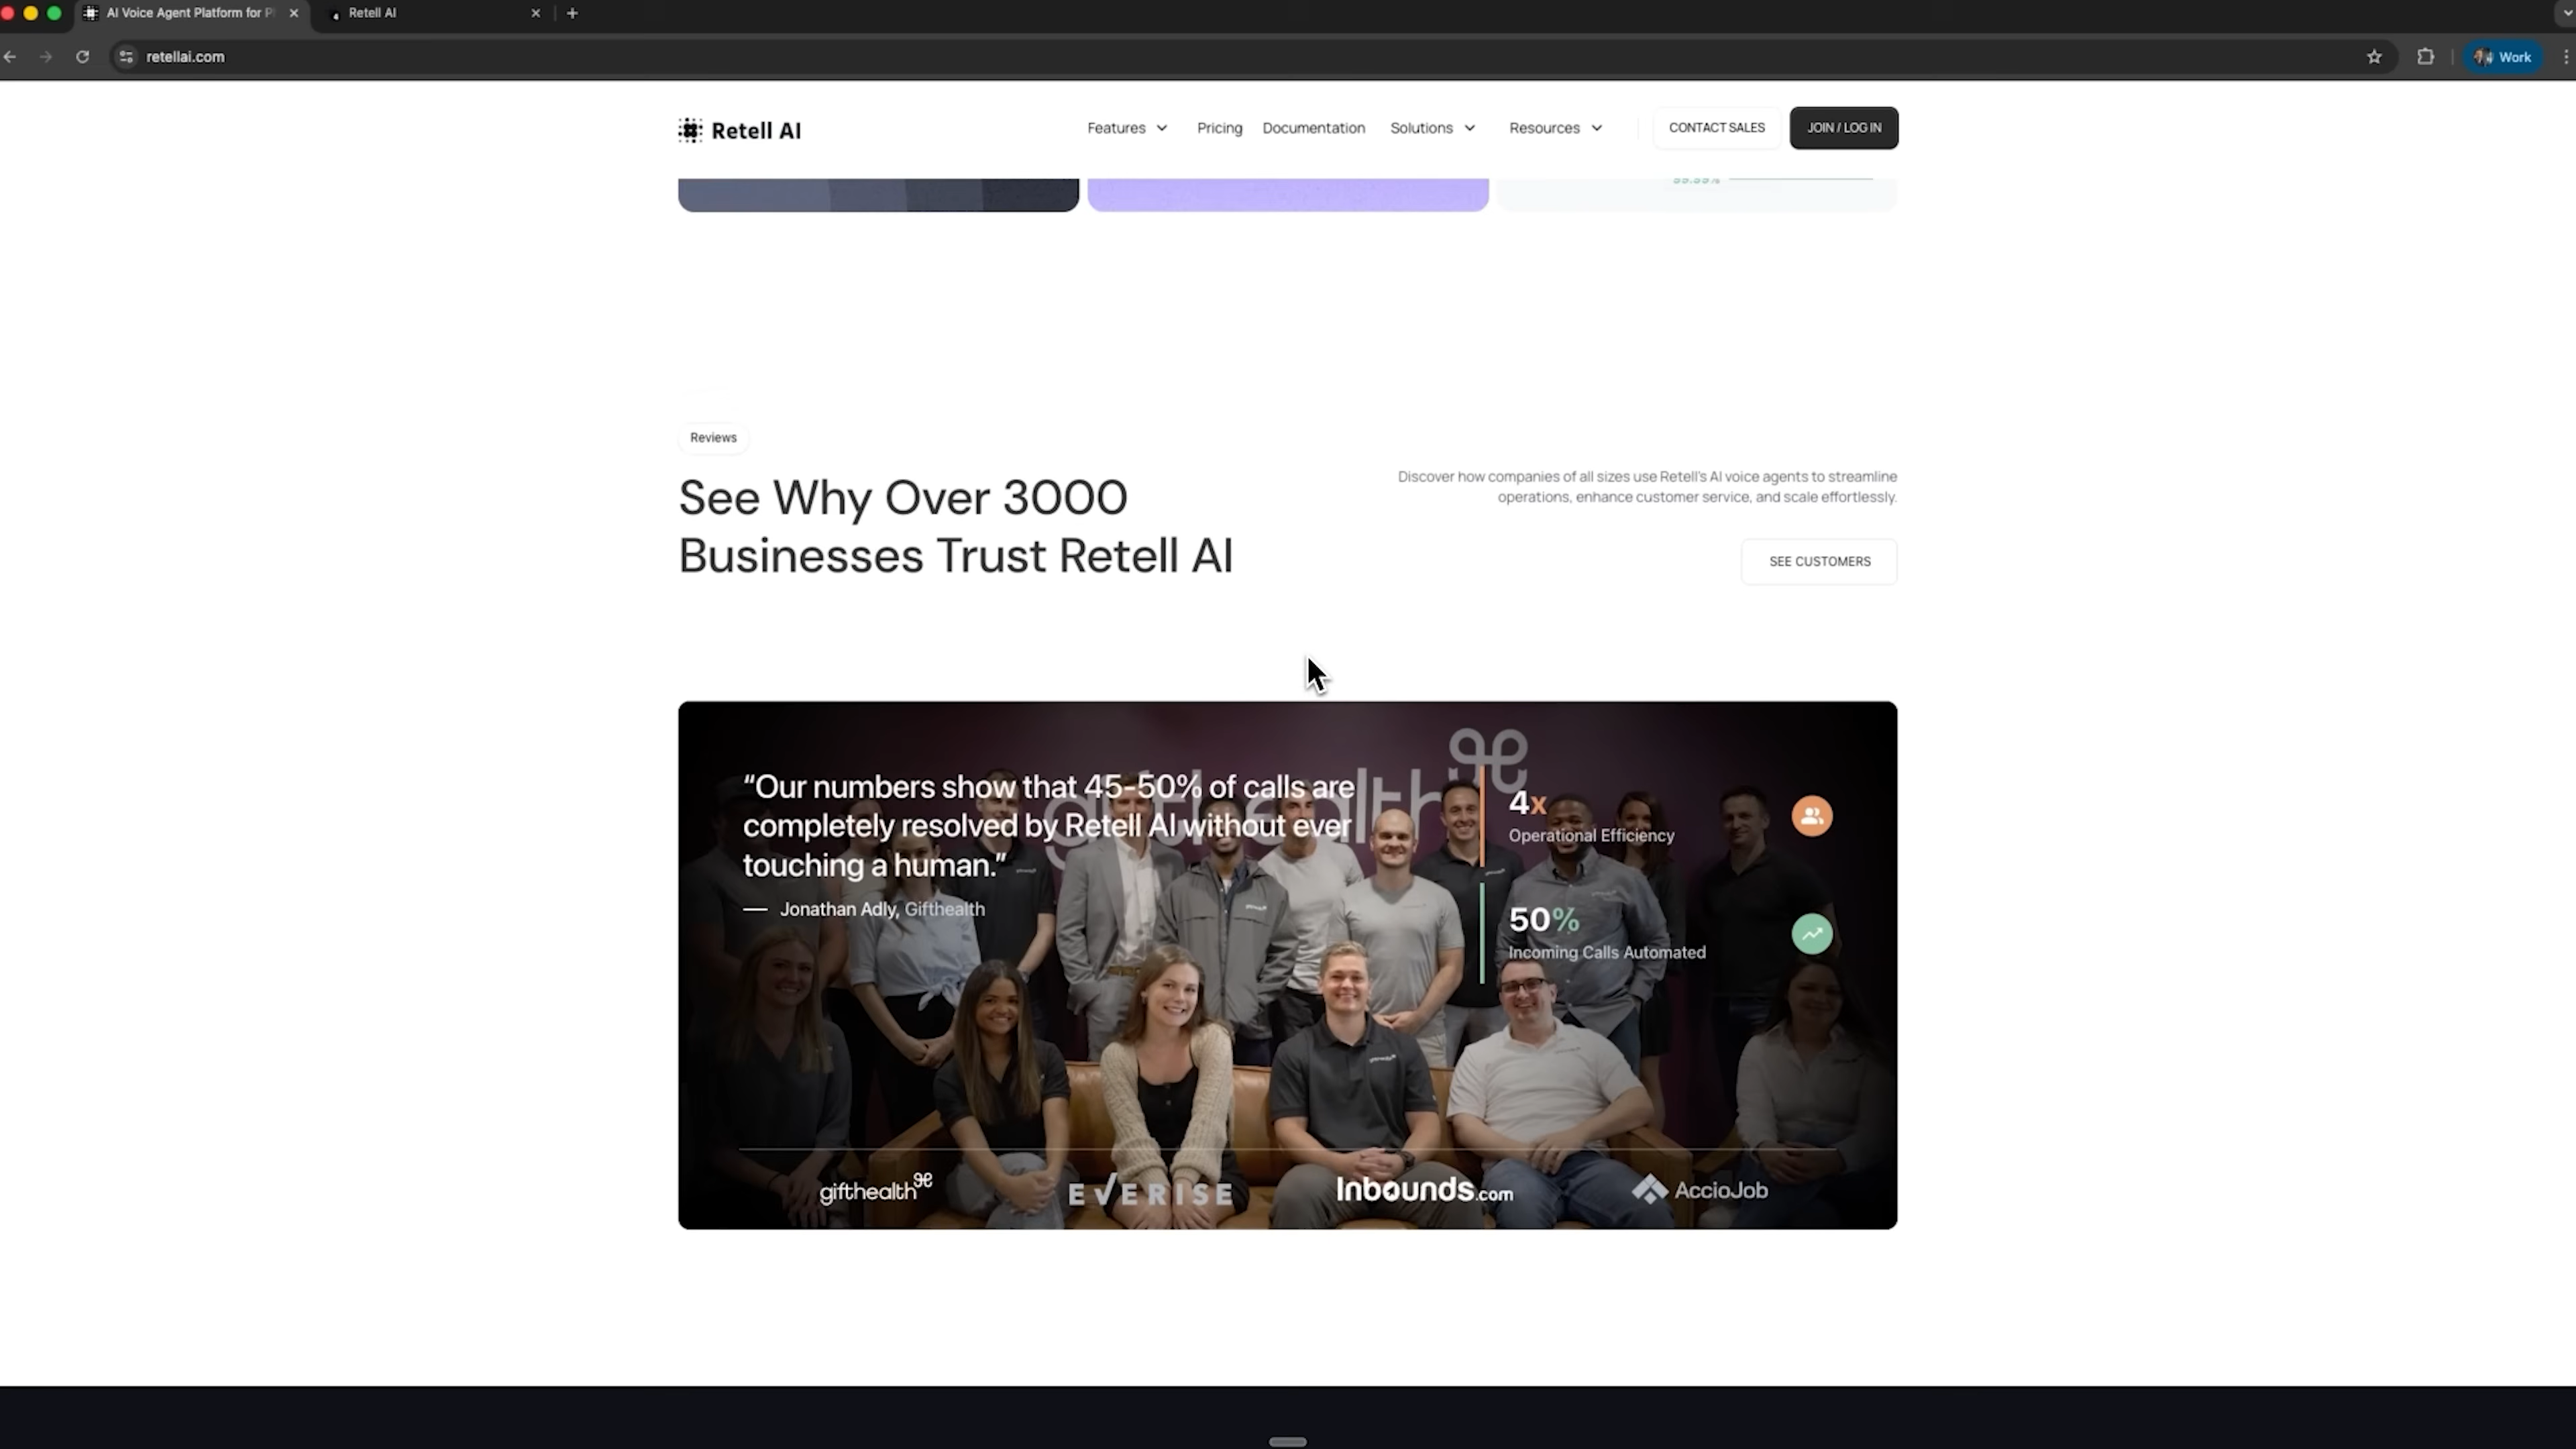 AI Voice Agent Platform for P
Retell AI
retellai.com
Work
Retell AI
Features
Pricing
Documentation
Solutions
Resources
CONTACT SALES
JOIN / LOG IN
99.99%
Reviews
See Why Over 3000
Businesses Trust Retell AI
Discover how companies of all sizes use Retell's AI voice agents to streamline
operations, enhance customer service, and scale effortlessly.
SEE CUSTOMERS
gifthealth
“Our numbers show that 45-50% of calls are
completely resolved by Retell AI without ever
touching a human.”
— Jonathan Adly, Gifthealth
4x
Operational Efficiency
50%
Incoming Calls Automated
gifthealth
EVERISE
Inbounds.com
AccioJob